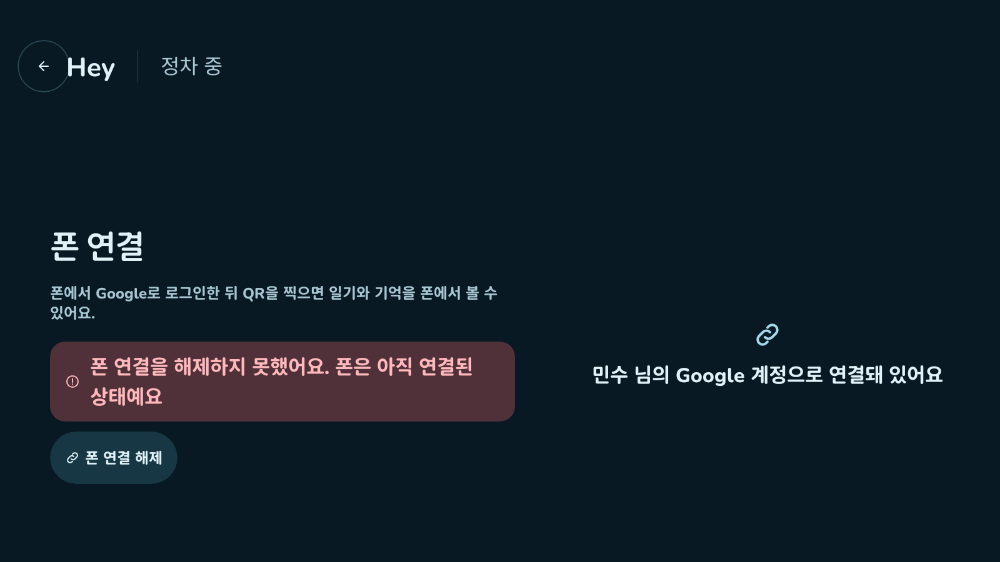 Hey
정차 중
폰 연결
폰에서 Google로 로그인한 뒤 QR을 찍으면 일기와 기억을 폰에서 볼 수
있어요.
폰 연결을 해제하지 못했어요. 폰은 아직 연결된
상태예요
폰 연결 해제
민수 님의 Google 계정으로 연결돼 있어요